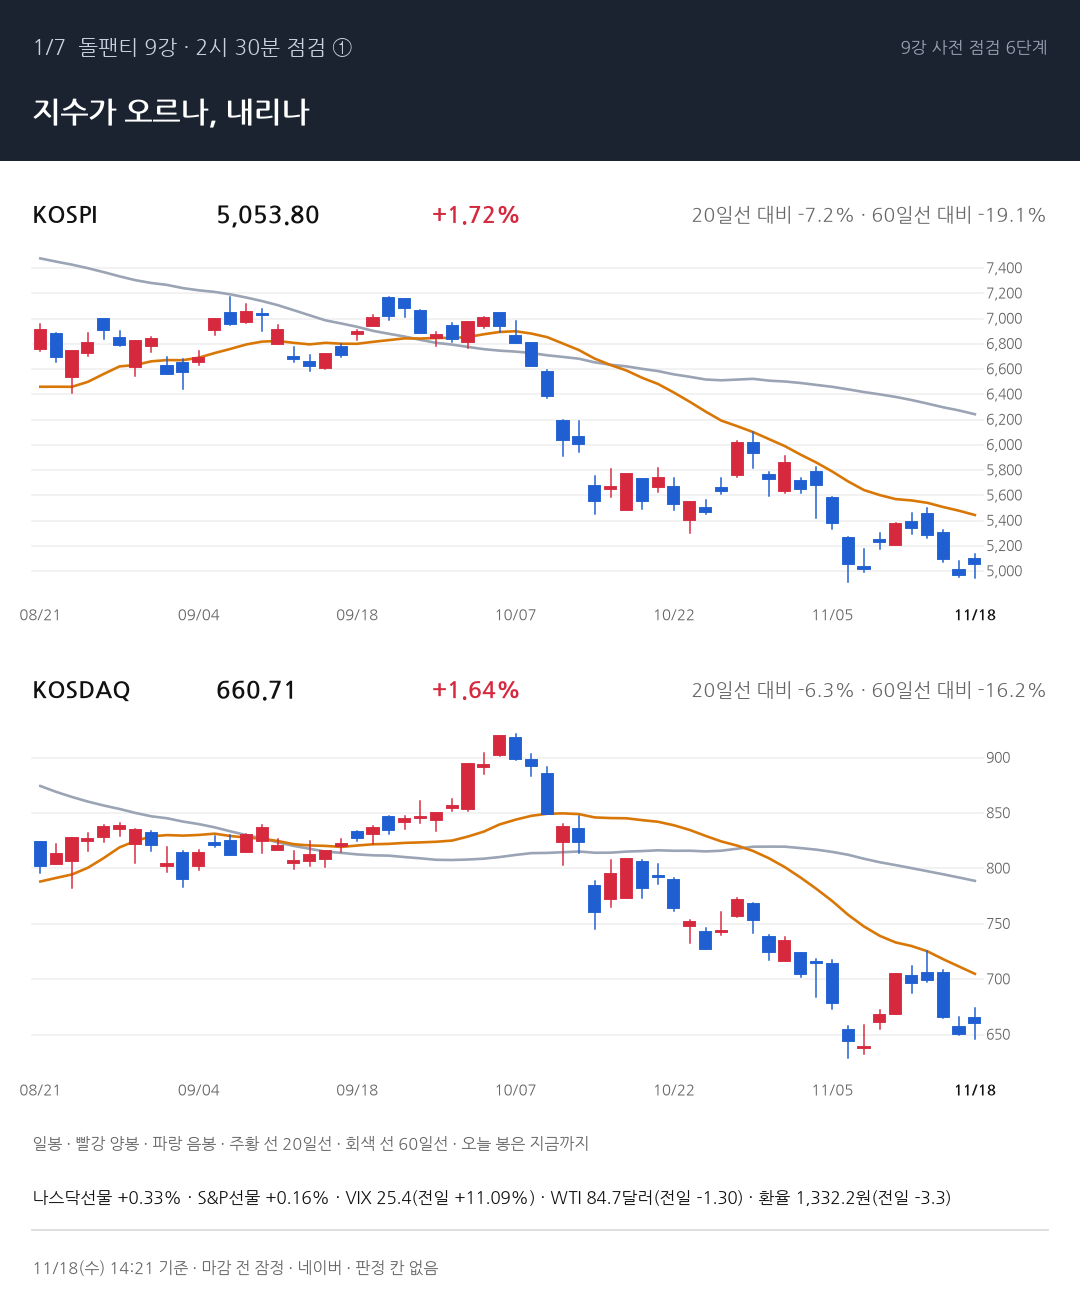 1/7 돌팬티 9강 · 2시 30분 점검 ①
9강 사전 점검 6단계
지수가 오르나, 내리나
KOSPI 5,053.80 +1.72% 20일선 대비 -7.2% · 60일선 대비 -19.1%
7,400
7,200
7,000
6,800
6,600
6,400
6,200
6,000
5,800
5,600
5,400
5,200
5,000
08/21 09/04 09/18 10/07 10/22 11/05 11/18
KOSDAQ 660.71 +1.64% 20일선 대비 -6.3% · 60일선 대비 -16.2%
900
850
800
750
700
650
08/21 09/04 09/18 10/07 10/22 11/05 11/18
일봉 · 빨강 양봉 · 파랑 음봉 · 주황 선 20일선 · 회색 선 60일선 · 오늘 봉은 지금까지
나스닥선물 +0.33% · S&P선물 +0.16% · VIX 25.4(전일 +11.09%) · WTI 84.7달러(전일 -1.30) · 환율 1,332.2원(전일 -3.3)
11/18(수) 14:21 기준 · 마감 전 잠정 · 네이버 · 판정 칸 없음